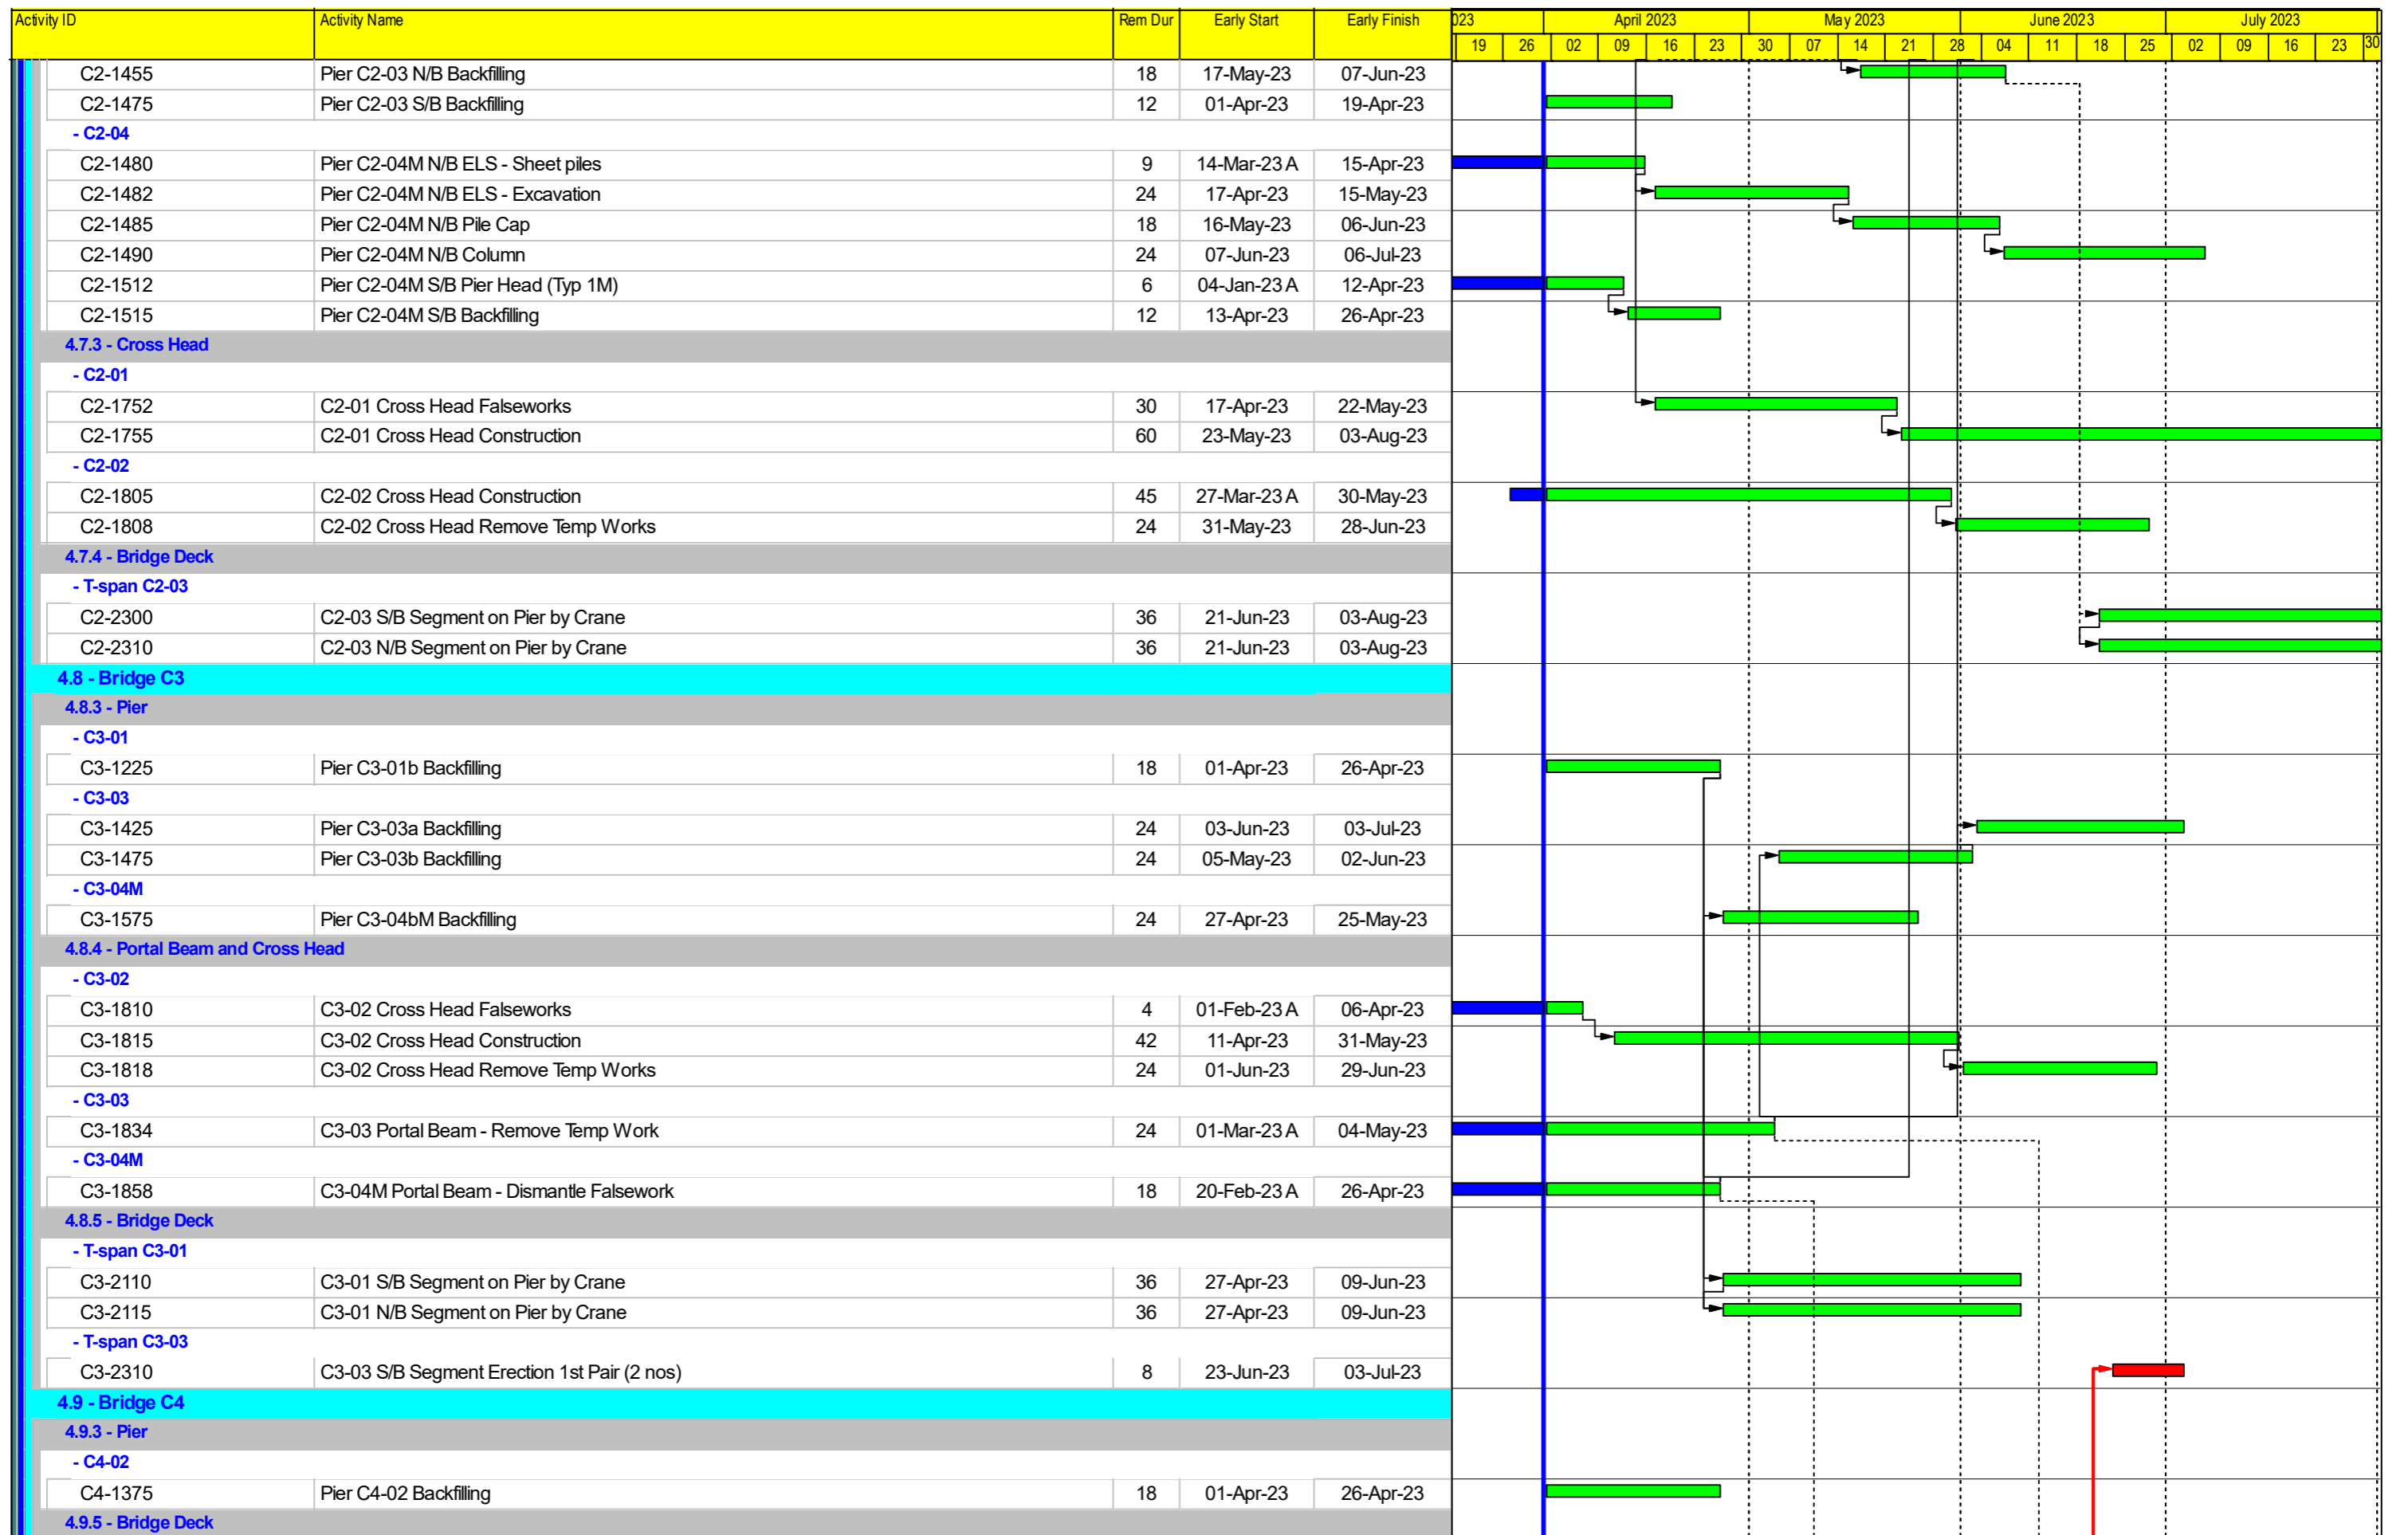 Activity ID Activity Name Rem Dur Early Start Early Finish 023 April 2023 May 2023 June 2023 July 2023
19 26 02 09 16 23 30 07 14 21 28 04 11 18 25 02 09 16 23 30
C2-1455 Pier C2-03 N/B Backfilling 18 17-May-23 07-Jun-23
C2-1475 Pier C2-03 S/B Backfilling 12 01-Apr-23 19-Apr-23
- C2-04
C2-1480 Pier C2-04M N/B ELS - Sheet piles 9 14-Mar-23 A 15-Apr-23
C2-1482 Pier C2-04M N/B ELS - Excavation 24 17-Apr-23 15-May-23
C2-1485 Pier C2-04M N/B Pile Cap 18 16-May-23 06-Jun-23
C2-1490 Pier C2-04M N/B Column 24 07-Jun-23 06-Jul-23
C2-1512 Pier C2-04M S/B Pier Head (Typ 1M) 6 04-Jan-23 A 12-Apr-23
C2-1515 Pier C2-04M S/B Backfilling 12 13-Apr-23 26-Apr-23
4.7.3 - Cross Head
- C2-01
C2-1752 C2-01 Cross Head Falseworks 30 17-Apr-23 22-May-23
C2-1755 C2-01 Cross Head Construction 60 23-May-23 03-Aug-23
- C2-02
C2-1805 C2-02 Cross Head Construction 45 27-Mar-23 A 30-May-23
C2-1808 C2-02 Cross Head Remove Temp Works 24 31-May-23 28-Jun-23
4.7.4 - Bridge Deck
- T-span C2-03
C2-2300 C2-03 S/B Segment on Pier by Crane 36 21-Jun-23 03-Aug-23
C2-2310 C2-03 N/B Segment on Pier by Crane 36 21-Jun-23 03-Aug-23
4.8 - Bridge C3
4.8.3 - Pier
- C3-01
C3-1225 Pier C3-01b Backfilling 18 01-Apr-23 26-Apr-23
- C3-03
C3-1425 Pier C3-03a Backfilling 24 03-Jun-23 03-Jul-23
C3-1475 Pier C3-03b Backfilling 24 05-May-23 02-Jun-23
- C3-04M
C3-1575 Pier C3-04bM Backfilling 24 27-Apr-23 25-May-23
4.8.4 - Portal Beam and Cross Head
- C3-02
C3-1810 C3-02 Cross Head Falseworks 4 01-Feb-23 A 06-Apr-23
C3-1815 C3-02 Cross Head Construction 42 11-Apr-23 31-May-23
C3-1818 C3-02 Cross Head Remove Temp Works 24 01-Jun-23 29-Jun-23
- C3-03
C3-1834 C3-03 Portal Beam - Remove Temp Work 24 01-Mar-23 A 04-May-23
- C3-04M
C3-1858 C3-04M Portal Beam - Dismantle Falsework 18 20-Feb-23 A 26-Apr-23
4.8.5 - Bridge Deck
- T-span C3-01
C3-2110 C3-01 S/B Segment on Pier by Crane 36 27-Apr-23 09-Jun-23
C3-2115 C3-01 N/B Segment on Pier by Crane 36 27-Apr-23 09-Jun-23
- T-span C3-03
C3-2310 C3-03 S/B Segment Erection 1st Pair (2 nos) 8 23-Jun-23 03-Jul-23
4.9 - Bridge C4
4.9.3 - Pier
- C4-02
C4-1375 Pier C4-02 Backfilling 18 01-Apr-23 26-Apr-23
4.9.5 - Bridge Deck